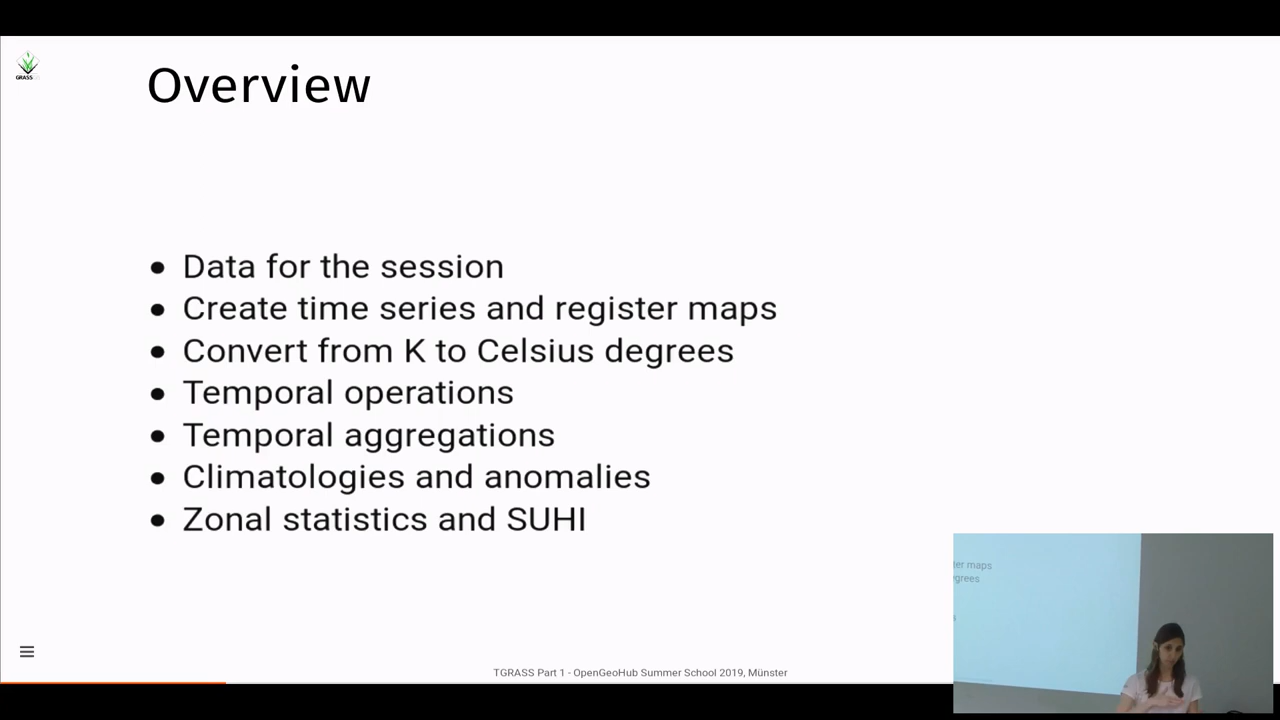 GRASS
Overview
Data for the session
Create time series and register maps
Convert from K to Celsius degrees
Temporal operations
Temporal aggregations
Climatologies and anomalies
Zonal statistics and SUHI
ter maps
grees
TGRASS Part 1 - OpenGeoHub Summer School 2019, Münster